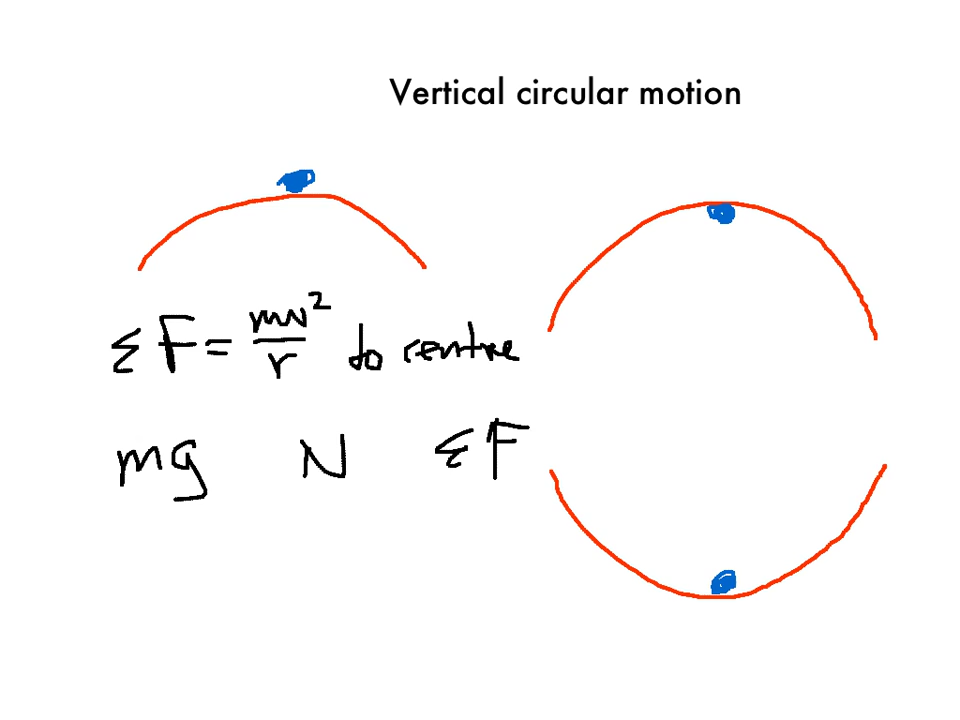 Vertical circular motion
ΣF = mv²/r to centre
mg N ΣF